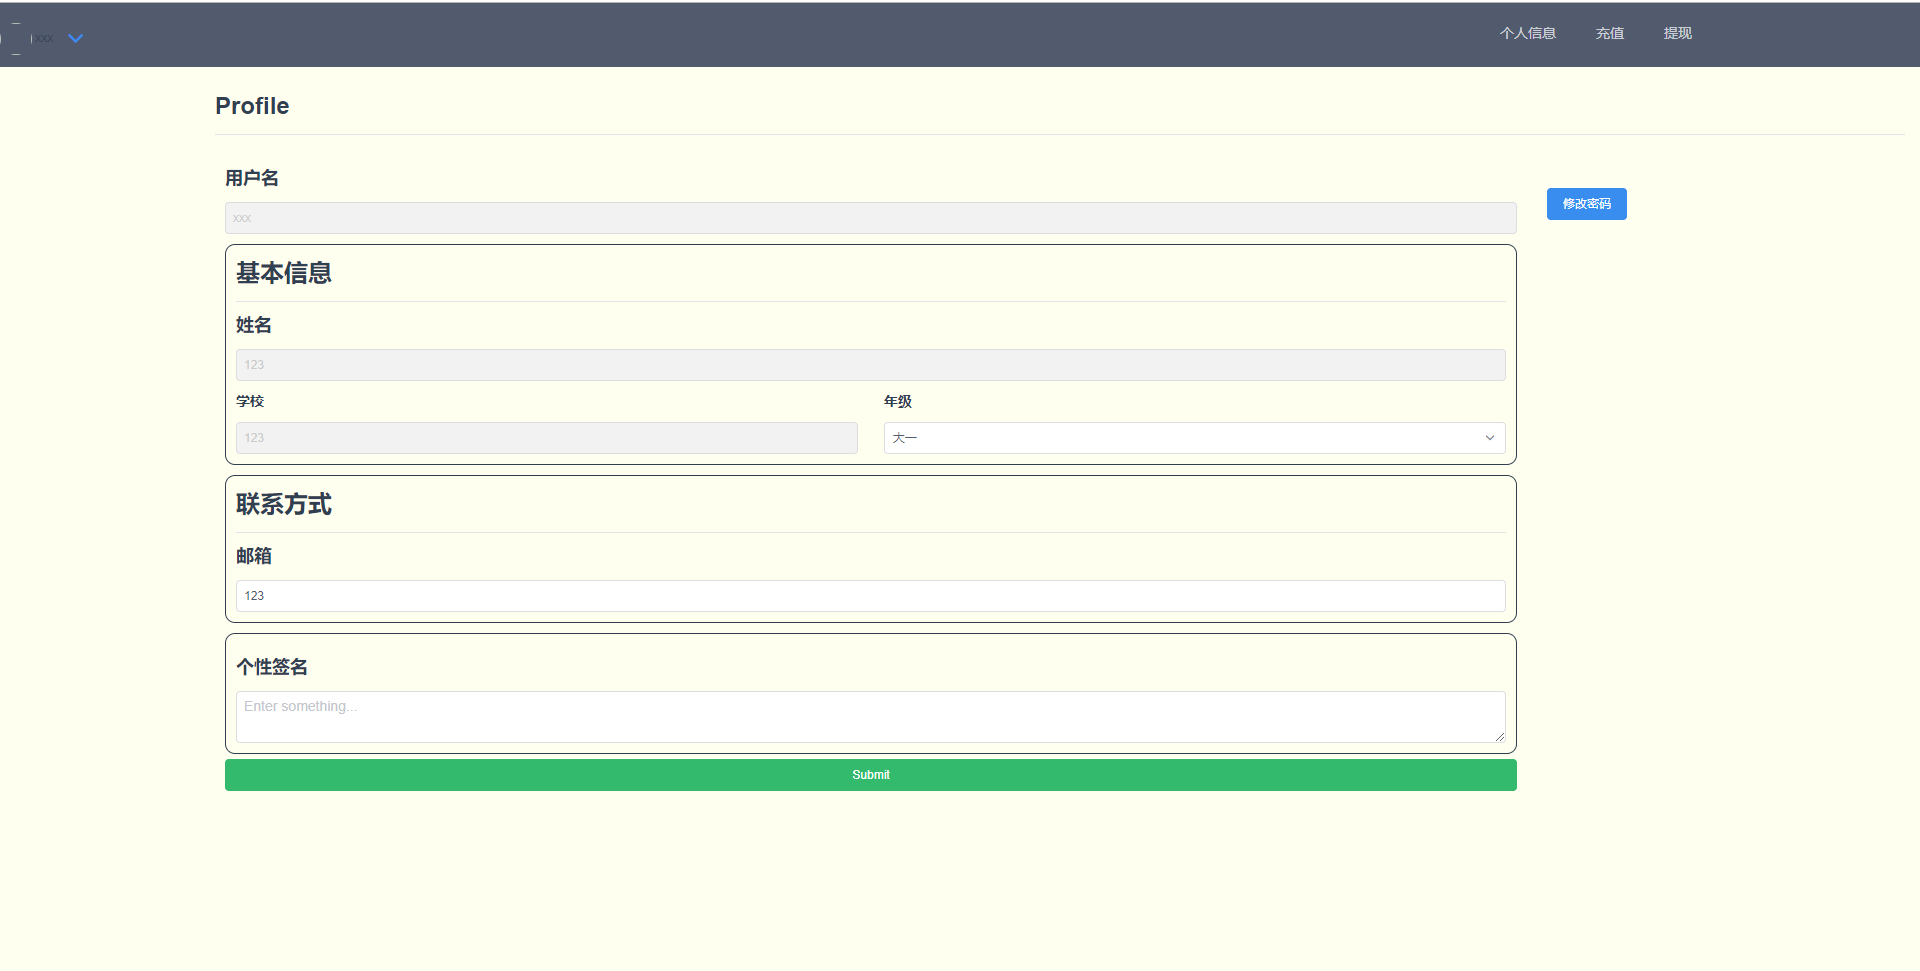 xxx
个人信息 充值 提现
Profile
用户名
xxx
修改密码
基本信息
姓名
123
学校 年级
123 大一
联系方式
邮箱
123
个性签名
Enter something...
Submit